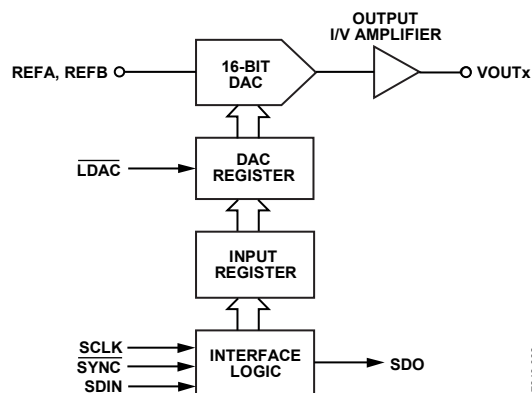 OUTPUT
I/V AMPLIFIER
REFA, REFB
16-BIT
DAC
VOUTx
LDAC
DAC
REGISTER
INPUT
REGISTER
SCLK
SYNC
SDIN
INTERFACE
LOGIC
SDO